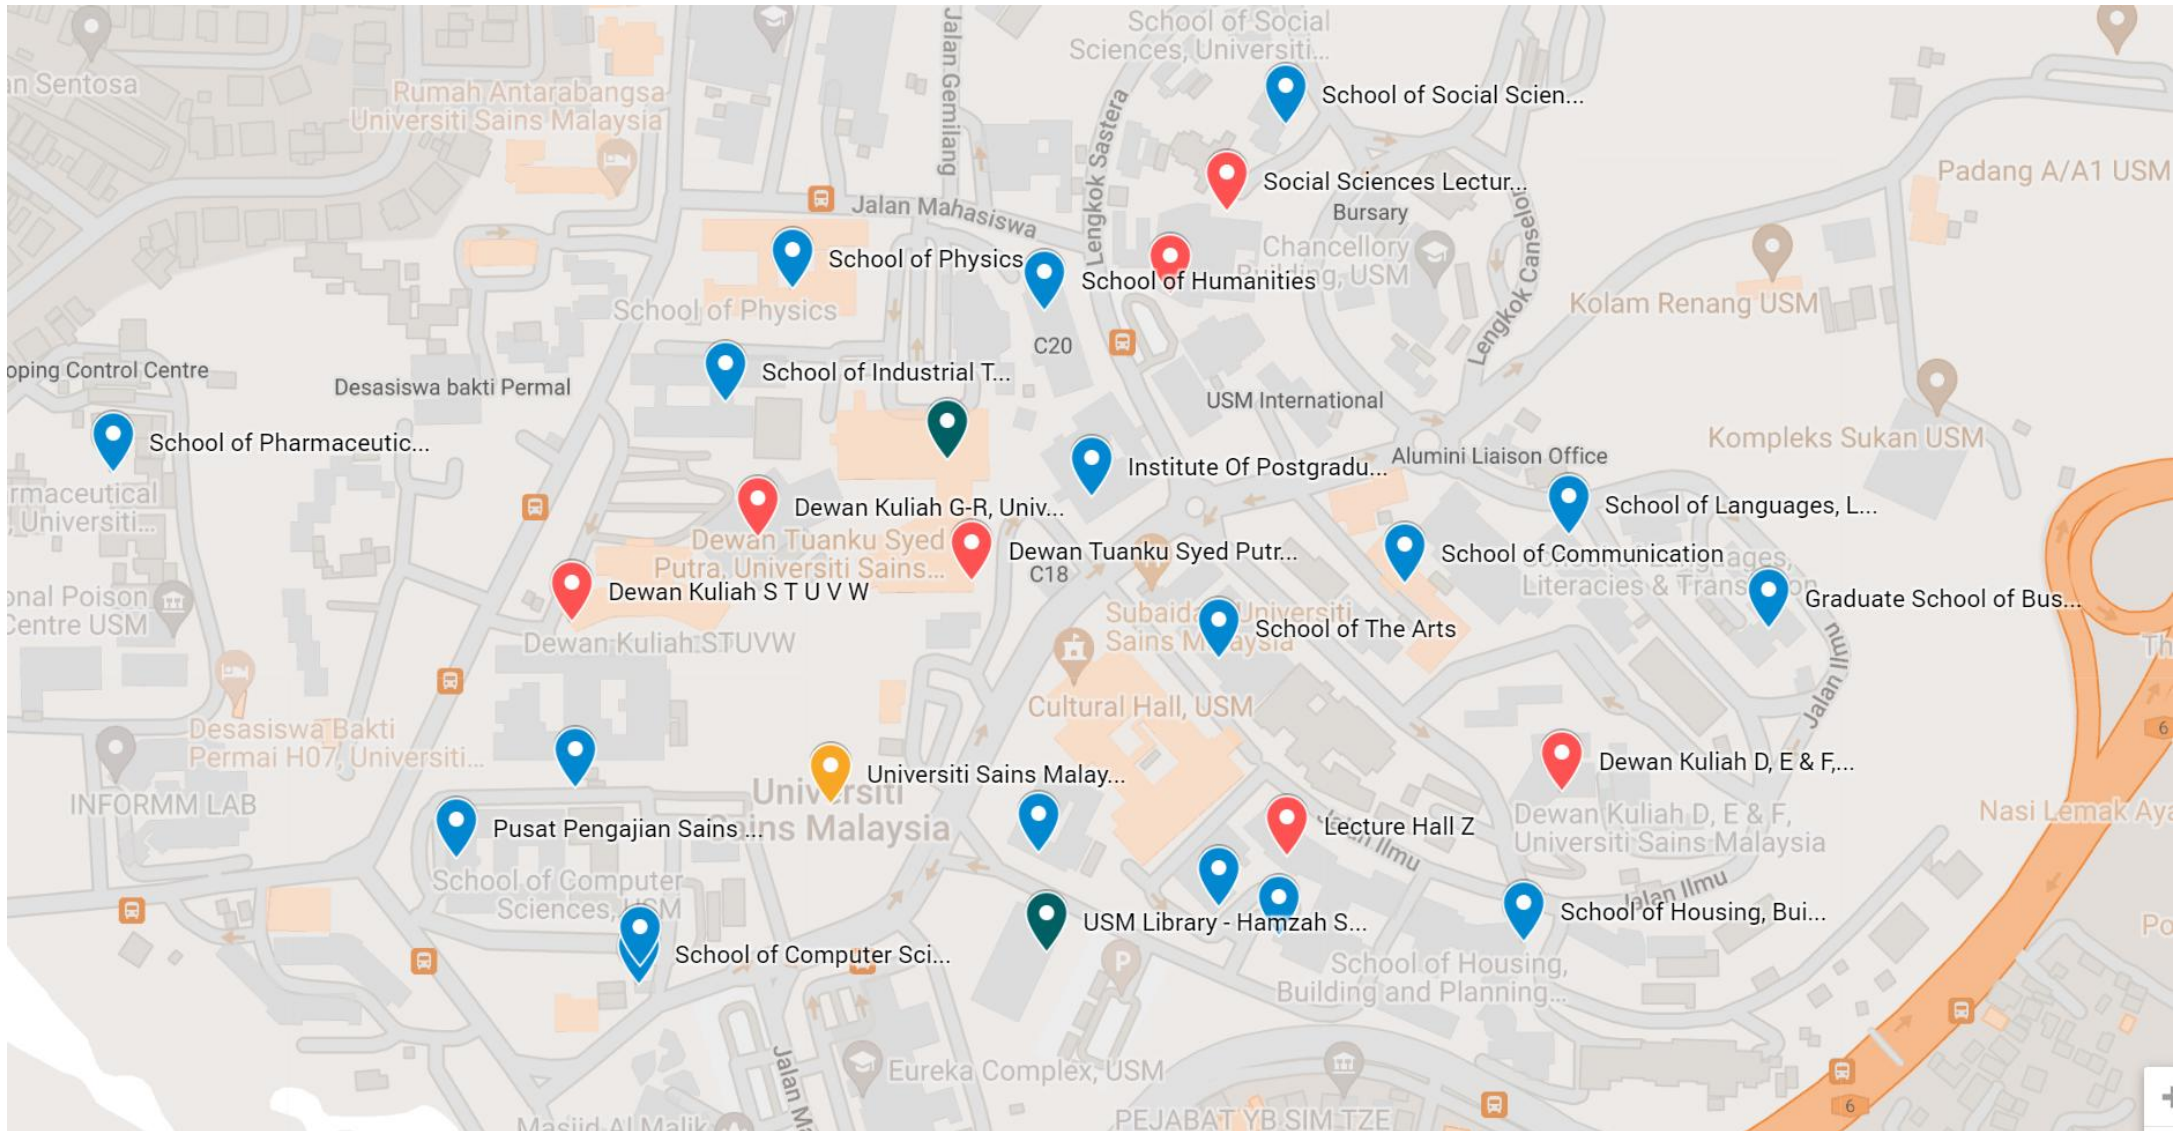 School of Social
Sciences, Universiti...
an Sentosa
Rumah Antarabangsa
Universiti Sains Malaysia
Jalan Gemilang
Lengkok Sastera
School of Social Scien...
Social Sciences Lectur...
Bursary
Padang A/A1 USM
Jalan Mahasiswa
School of Physics
School of Physics
School of Humanities
Chancellory
Building, USM
Lengkok Canselor
Kolam Renang USM
C20
oping Control Centre
Desasiswa bakti Permal
School of Industrial T...
USM International
School of Pharmaceutic...
Institute Of Postgradu...
Alumini Liaison Office
Kompleks Sukan USM
rmaceutical
, Universiti...
Dewan Kuliah G-R, Univ...
School of Languages, L...
Dewan Tuanku Syed
Putra, Universiti Sains...
Dewan Tuanku Syed Putr...
C18
School of Communication
ages,
Literacies & Trans
on
Dewan Kuliah S T U V W
Dewan Kuliah STUVW
onal Poison
Centre USM
Graduate School of Bus...
Universiti
Sains Malaysia
School of The Arts
Th
Jalan Ilmu
Desasiswa Bakti
Permai H07, Universiti...
Cultural Hall, USM
6
INFORMM LAB
Universiti Sains Malay...
Universiti
Sains Malaysia
Dewan Kuliah D, E & F,...
Dewan Kuliah D, E & F,
Universiti Sains Malaysia
Nasi Lemak Aya
Pusat Pengajian Sains ...
Lecture Hall Z
Jalan Ilmu
School of Computer
Sciences, USM
Jalan Ilmu
USM Library - Hamzah S...
School of Housing, Bui...
Po
School of Computer Sci...
P
School of Housing,
Building and Planning...
Eureka Complex, USM
Jalan Ma
Masjid Al Malik
PEJABAT YB SIM TZE
6